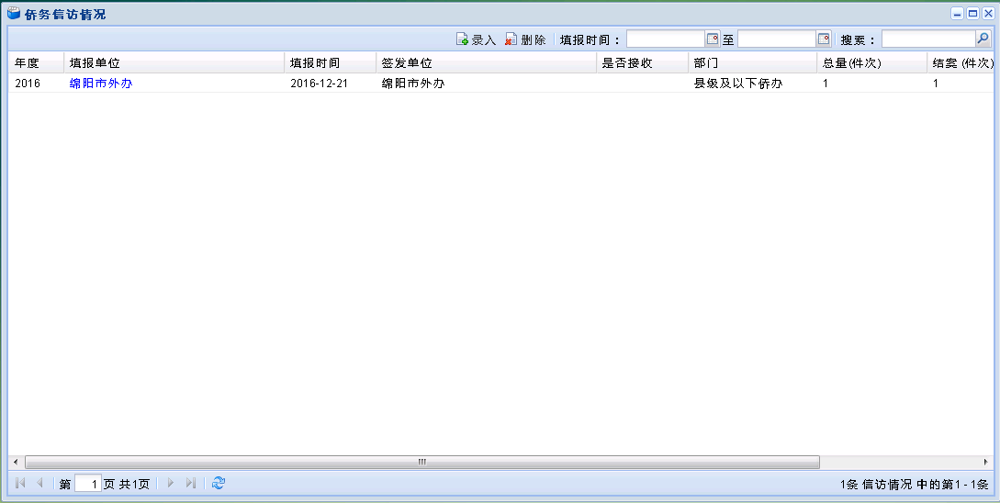 侨务信访情况
录入 删除 填报时间： 至 搜索：
年度 填报单位 填报时间 签发单位 是否接收 部门 总量(件次) 结案 (件次)
2016 绵阳市外办 2016-12-21 绵阳市外办 县级及以下侨办 1 1
第 1 页 共1页 1条 信访情况 中的第1 - 1条